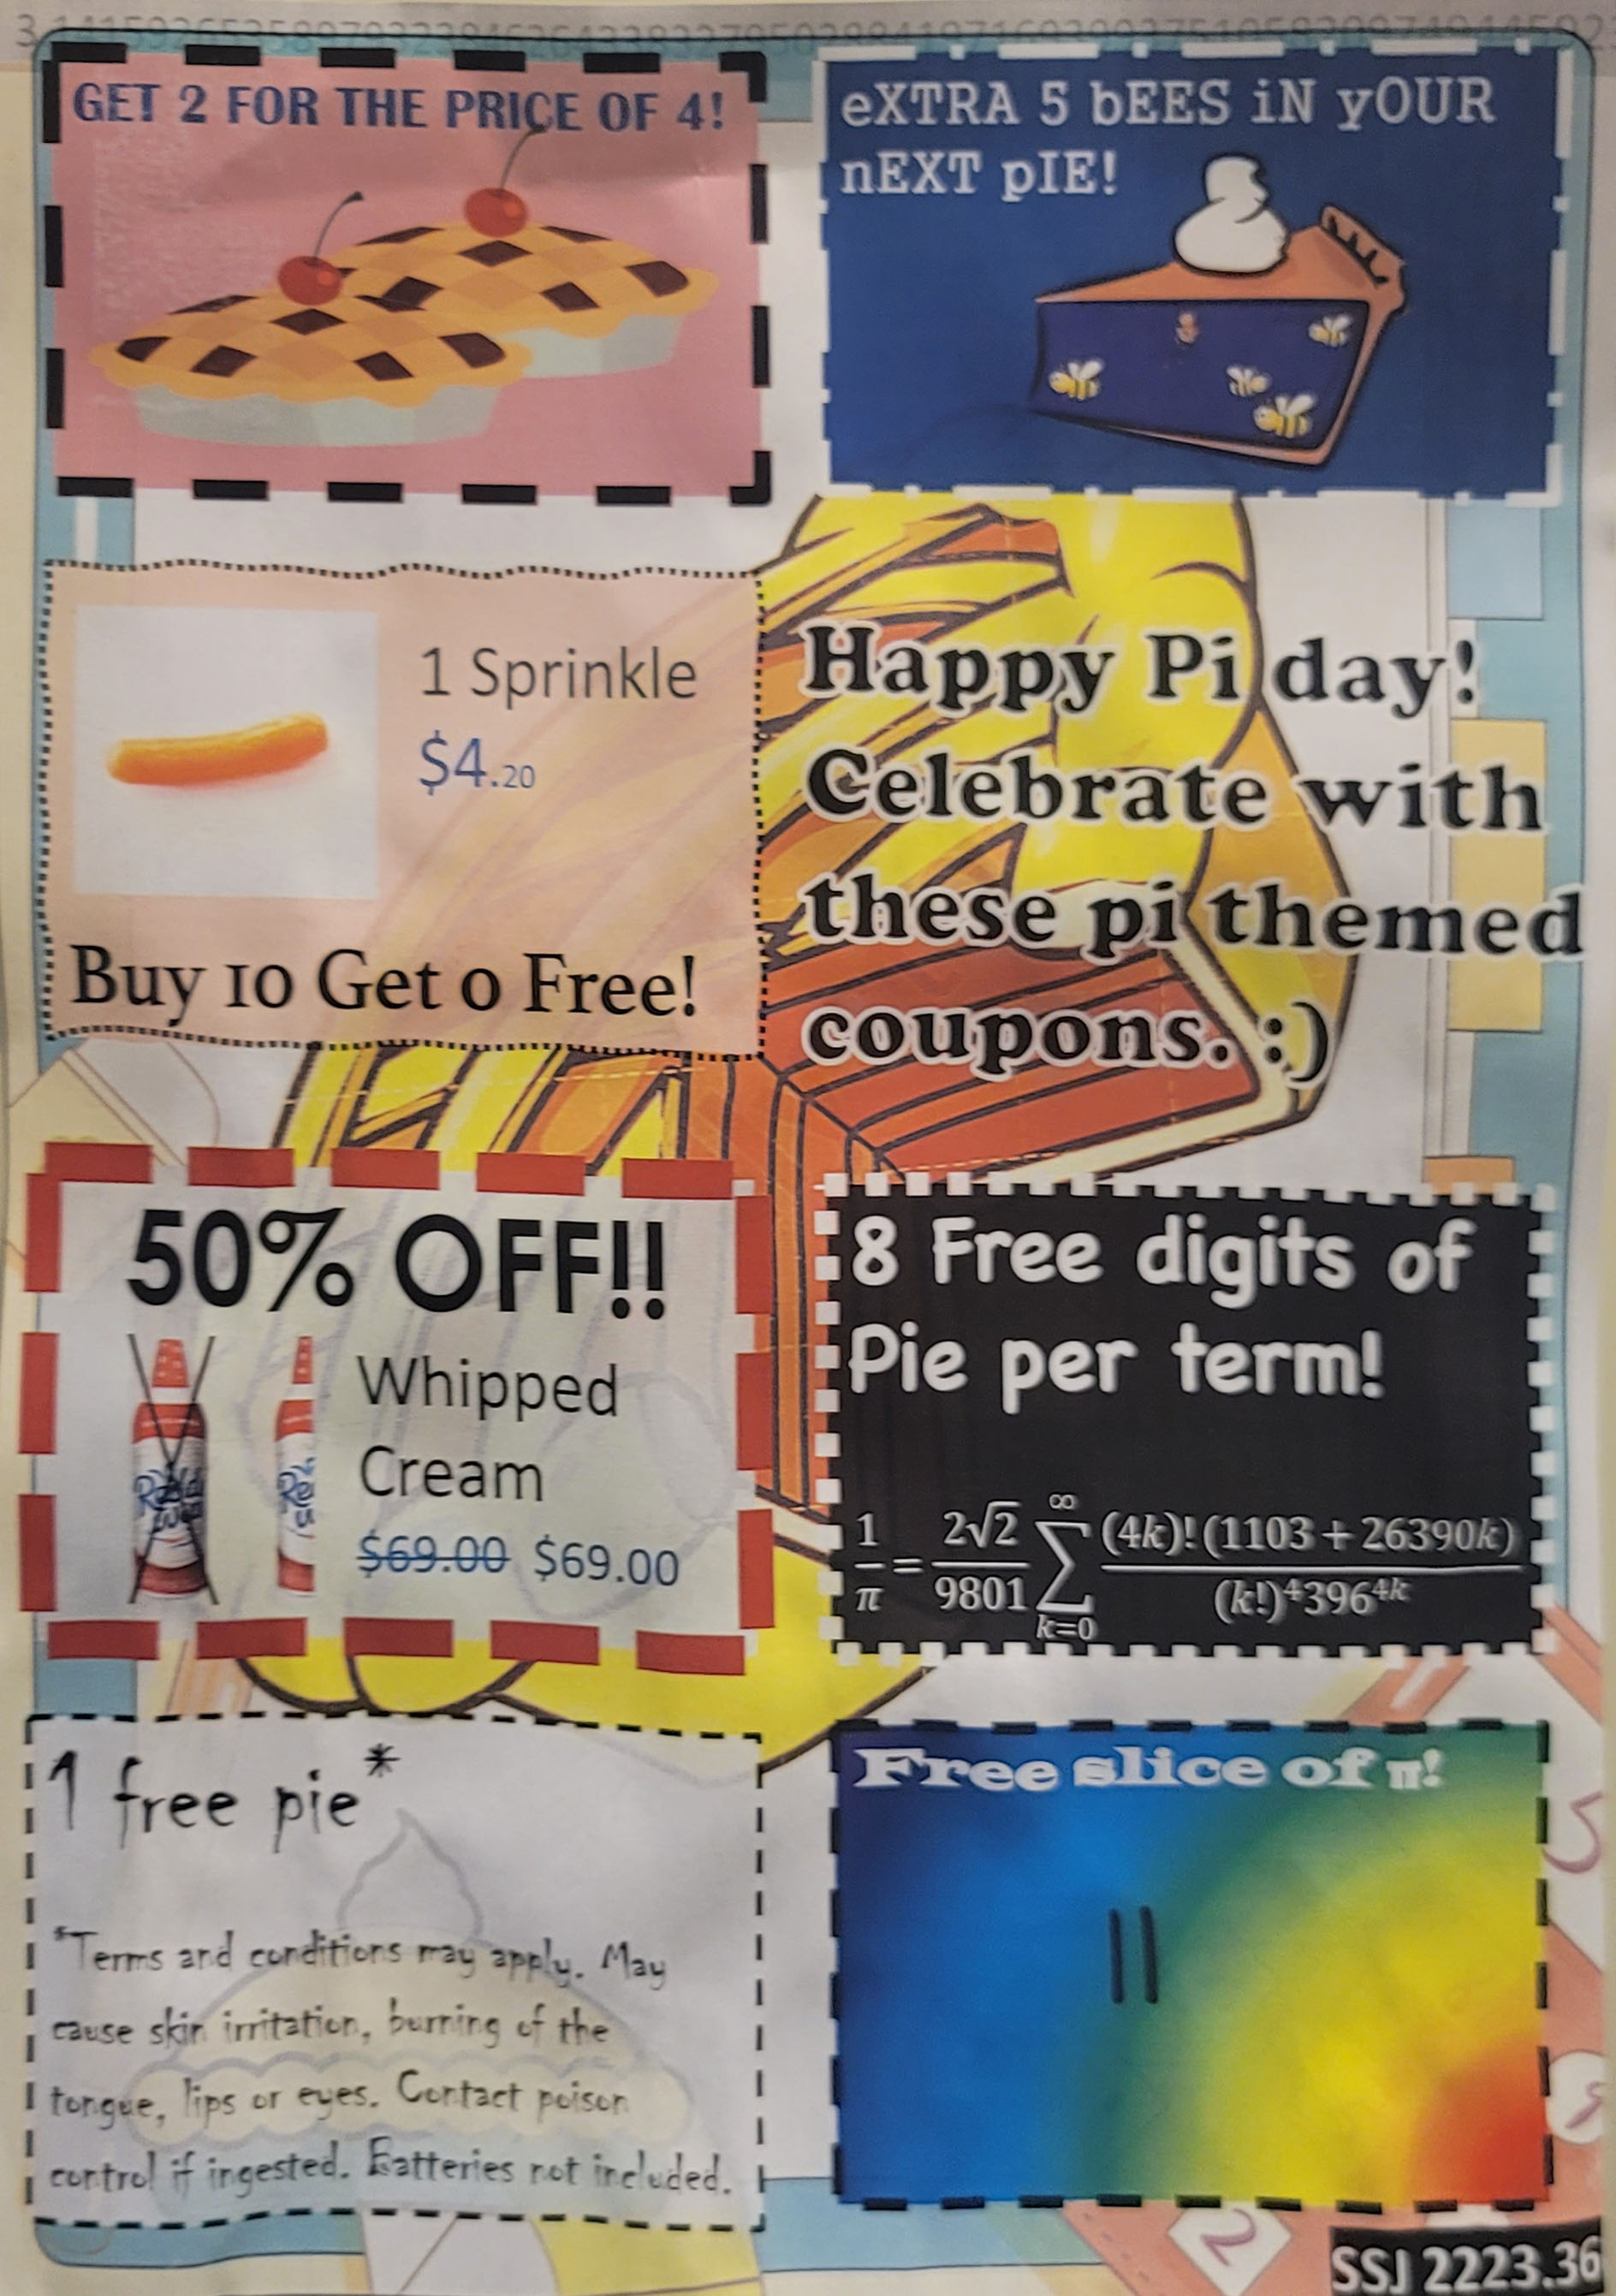 GET 2 FOR THE PRICE OF 4!
eXTRA 5 bEES iN yOUR
nEXT pIE!
1 Sprinkle
$4.20
Buy 10 Get 0 Free!
Happy Pi day!
Celebrate with
these pi themed
coupons. :)
50% OFF!!
Whipped
Cream
$69.00 $69.00
8 Free digits of
Pie per term!
1/π = 2√2/9801 ∑ k=0 ∞ (4k)!(1103+26390k)/(k!)⁴396⁴ᵏ
1 free pie*
*Terms and conditions may apply. May
cause skin irritation, burning of the
tongue, lips or eyes. Contact poison
control if ingested. Batteries not included.
Free slice of π!
2
SSJ 2223.36